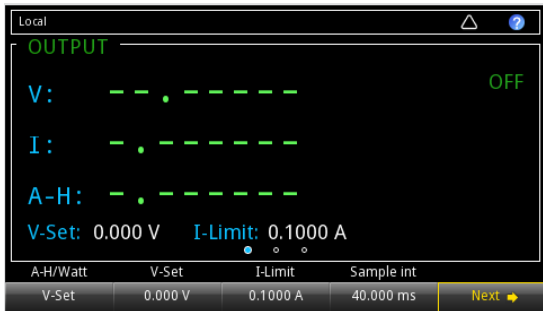 Local
?
OUTPUT
OFF
V: --.-----
I: -.------
A-H: -.------
V-Set: 0.000 V I-Limit: 0.1000 A
A-H/Watt V-Set I-Limit Sample int
V-Set 0.000 V 0.1000 A 40.000 ms Next